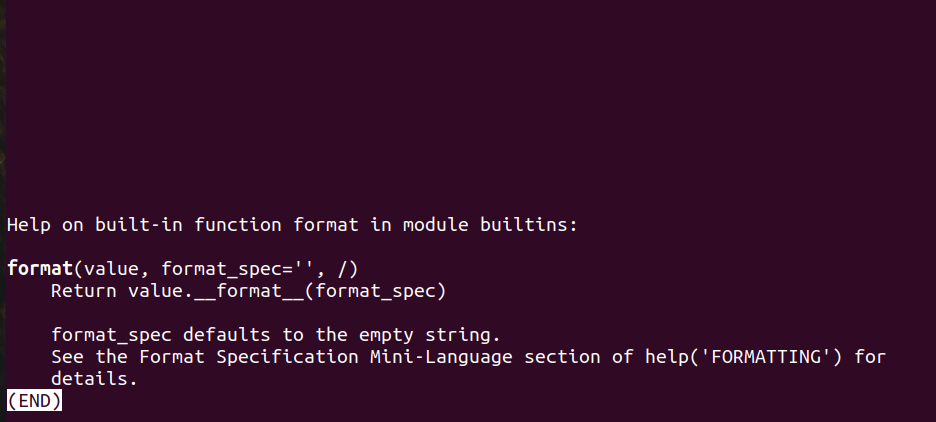 Help on built-in function format in module builtins:
format(value, format_spec='', /)
Return value.__format__(format_spec)
format_spec defaults to the empty string.
See the Format Specification Mini-Language section of help('FORMATTING') for
details.
(END)